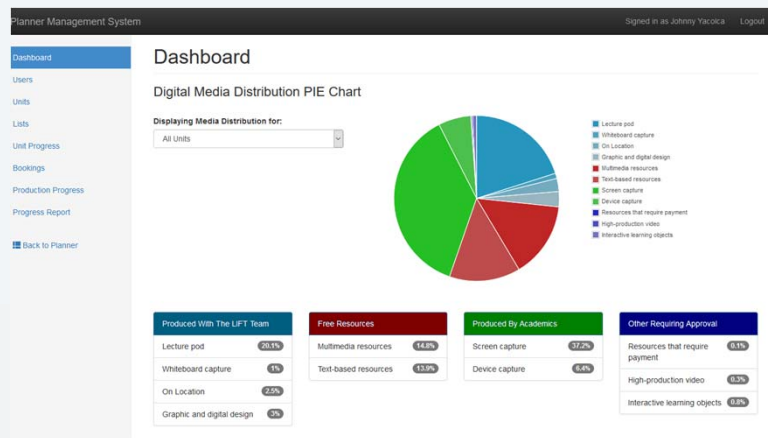 Planner Management System
Signed in as Johnny Yacoica Logout
Dashboard
Users
Units
Lists
Unit Progress
Bookings
Production Progress
Progress Report
Back to Planner
Dashboard
Digital Media Distribution PIE Chart
Displaying Media Distribution for:
All Units
Lecture pod
Whiteboard capture
On Location
Graphic and digital design
Multimedia resources
Text-based resources
Screen capture
Device capture
Resources that require payment
High-production video
Interactive learning objects
Produced With The LIFT Team
Lecture pod 20.1%
Whiteboard capture 1%
On Location 2.5%
Graphic and digital design 3%
Free Resources
Multimedia resources 14.8%
Text-based resources 13.9%
Produced By Academics
Screen capture 37.2%
Device capture 6.4%
Other Requiring Approval
Resources that require 0.1%
payment
High-production video 0.3%
Interactive learning objects 0.8%